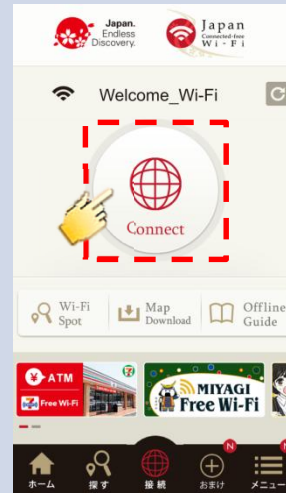 Japan.
Endless
Discovery.
Japan
Connected-free
Wi-Fi
Welcome_Wi-Fi
Connect
Wi-Fi
Spot
Map
Download
Offline
Guide
ATM
Free Wi-Fi
MIYAGI
Free Wi-Fi
N
N
ホーム
探す
接続
おまけ
メニュー